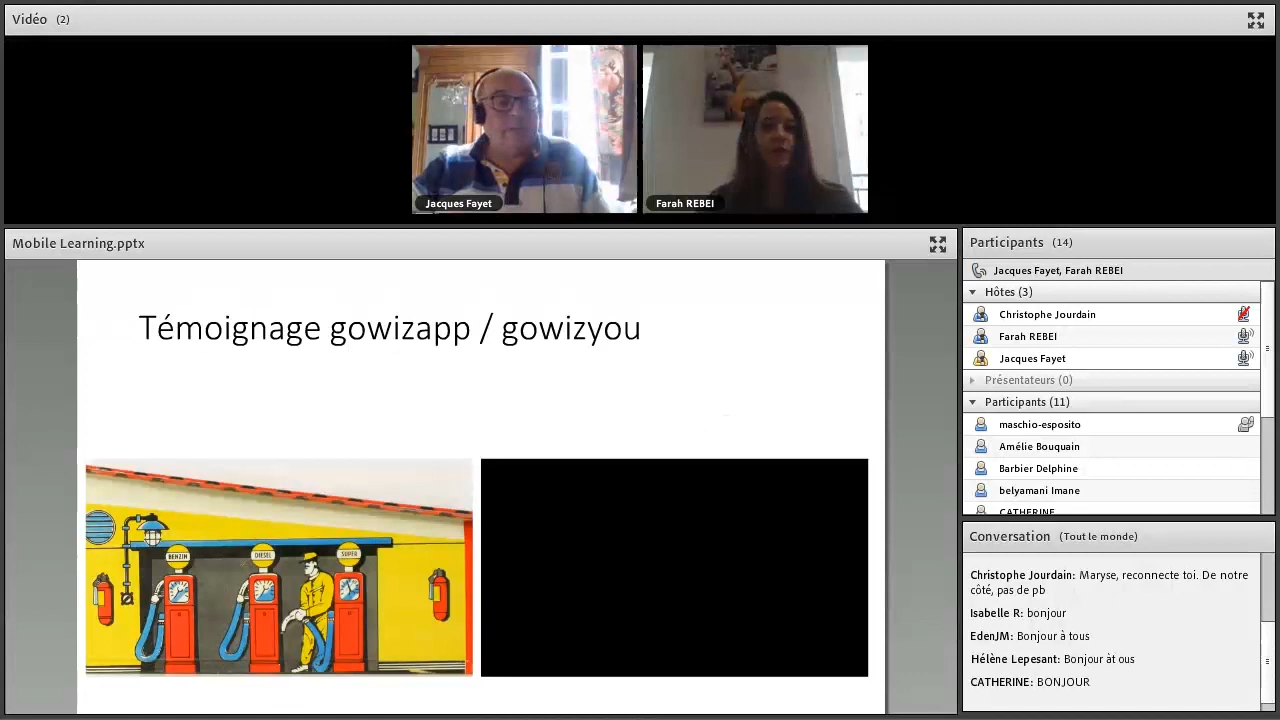 Vidéo (2)
Jacques Fayet
Farah REBEI
Mobile Learning.pptx
Témoignage gowizapp / gowizyou
BENZIN
DIESEL
SUPER
Participants (14)
Jacques Fayet, Farah REBEI
Hôtes (3)
Christophe Jourdain
Farah REBEI
Jacques Fayet
Présentateurs (0)
Participants (11)
maschio-esposito
Amélie Bouquain
Barbier Delphine
belyamani Imane
CATHERINE
Conversation (Tout le monde)
Christophe Jourdain: Maryse, reconnecte toi. De notre
côté, pas de pb
Isabelle R: bonjour
EdenJM: Bonjour à tous
Hélène Lepesant: Bonjour àt ous
CATHERINE: BONJOUR